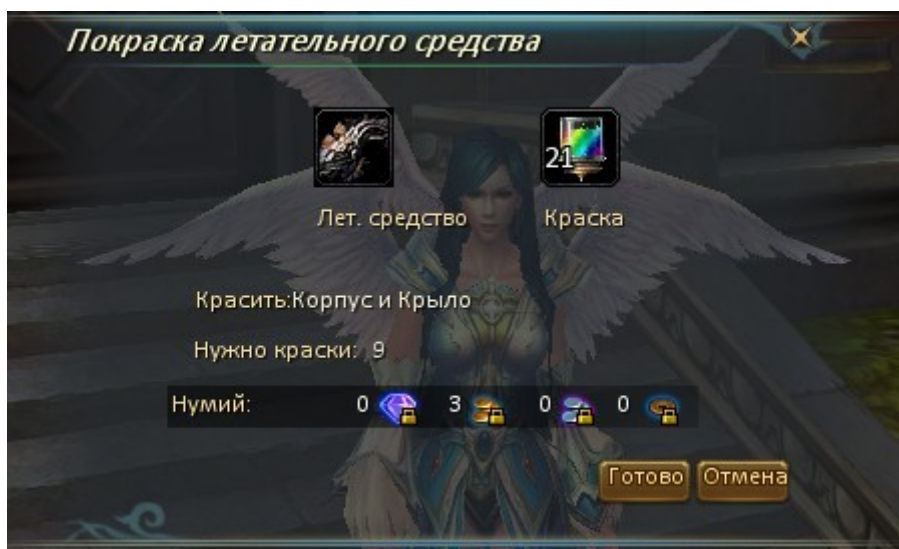 Покраска летательного средства
21
Лет. средство Краска
Красить:Корпус и Крыло
Нужно краски: 9
Нумий: 0 3 0 0
Готово Отмена